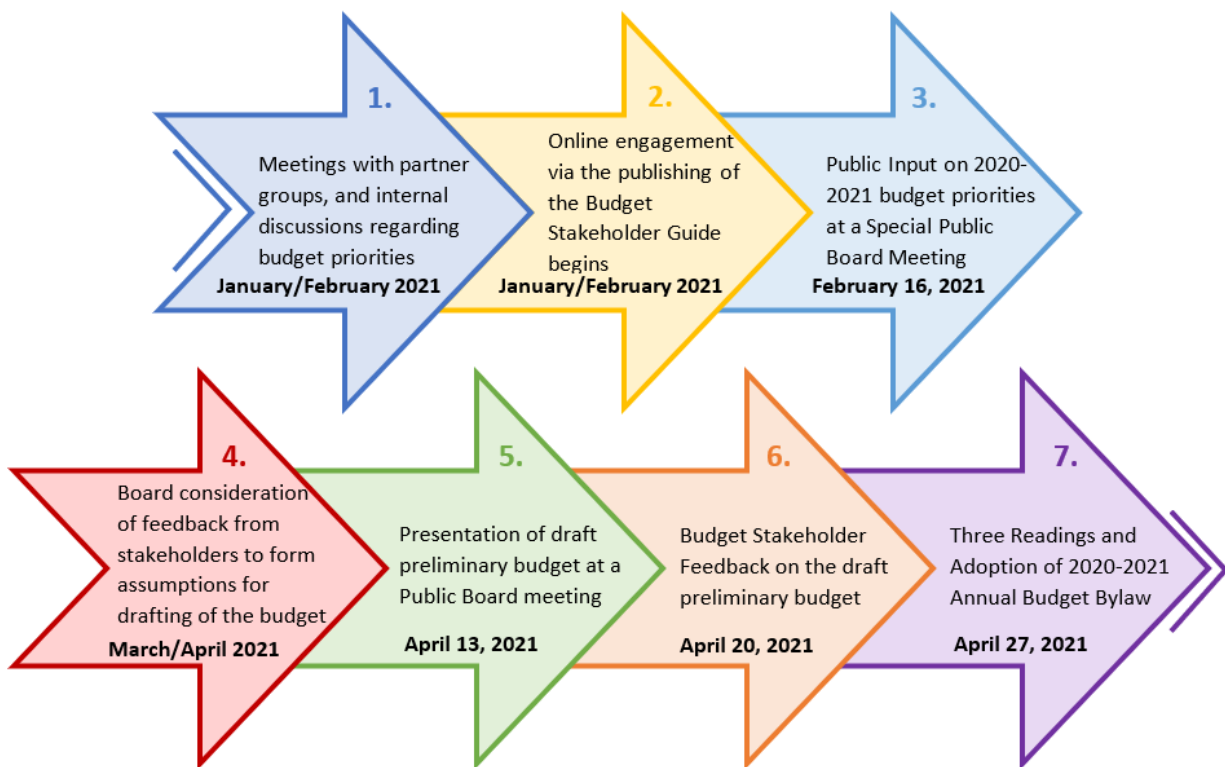 1.
Meetings with partner
groups, and internal
discussions regarding
budget priorities
January/February 2021
2.
Online engagement
via the publishing of
the Budget
Stakeholder Guide
begins
January/February 2021
3.
Public Input on 2020-
2021 budget priorities
at a Special Public
Board Meeting
February 16, 2021
4.
Board consideration
of feedback from
stakeholders to form
assumptions for
drafting of the budget
March/April 2021
5.
Presentation of draft
preliminary budget at a
Public Board meeting
April 13, 2021
6.
Budget Stakeholder
Feedback on the draft
preliminary budget
April 20, 2021
7.
Three Readings and
Adoption of 2020-2021
Annual Budget Bylaw
April 27, 2021